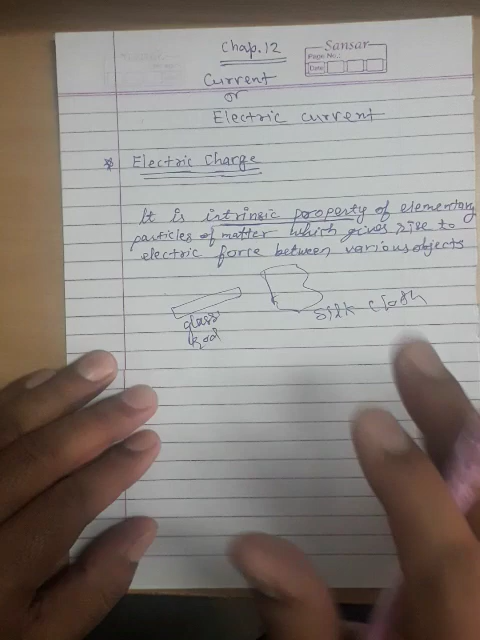 Chap. 12
Sansar
Page No.:
Date
Current
or
Electric current
* Electric Charge
It is intrinsic property of elementary
particles of matter which gives rise to
electric force between various objects
glass
Rod
silk cloth